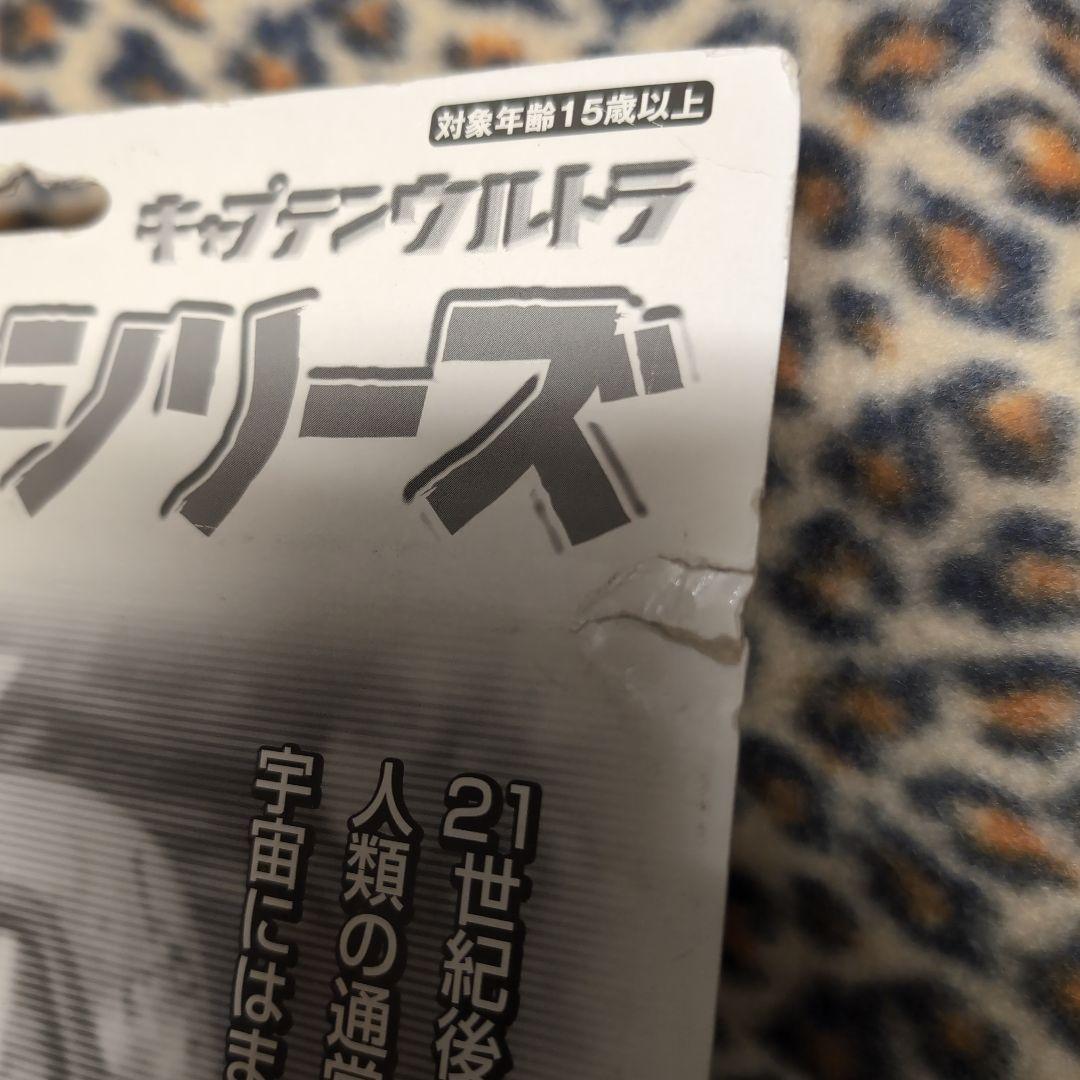 対象年齢15歳以上
キャプテンウルトラ
シリーズ
21世紀後
人類の通常
宇宙にはま